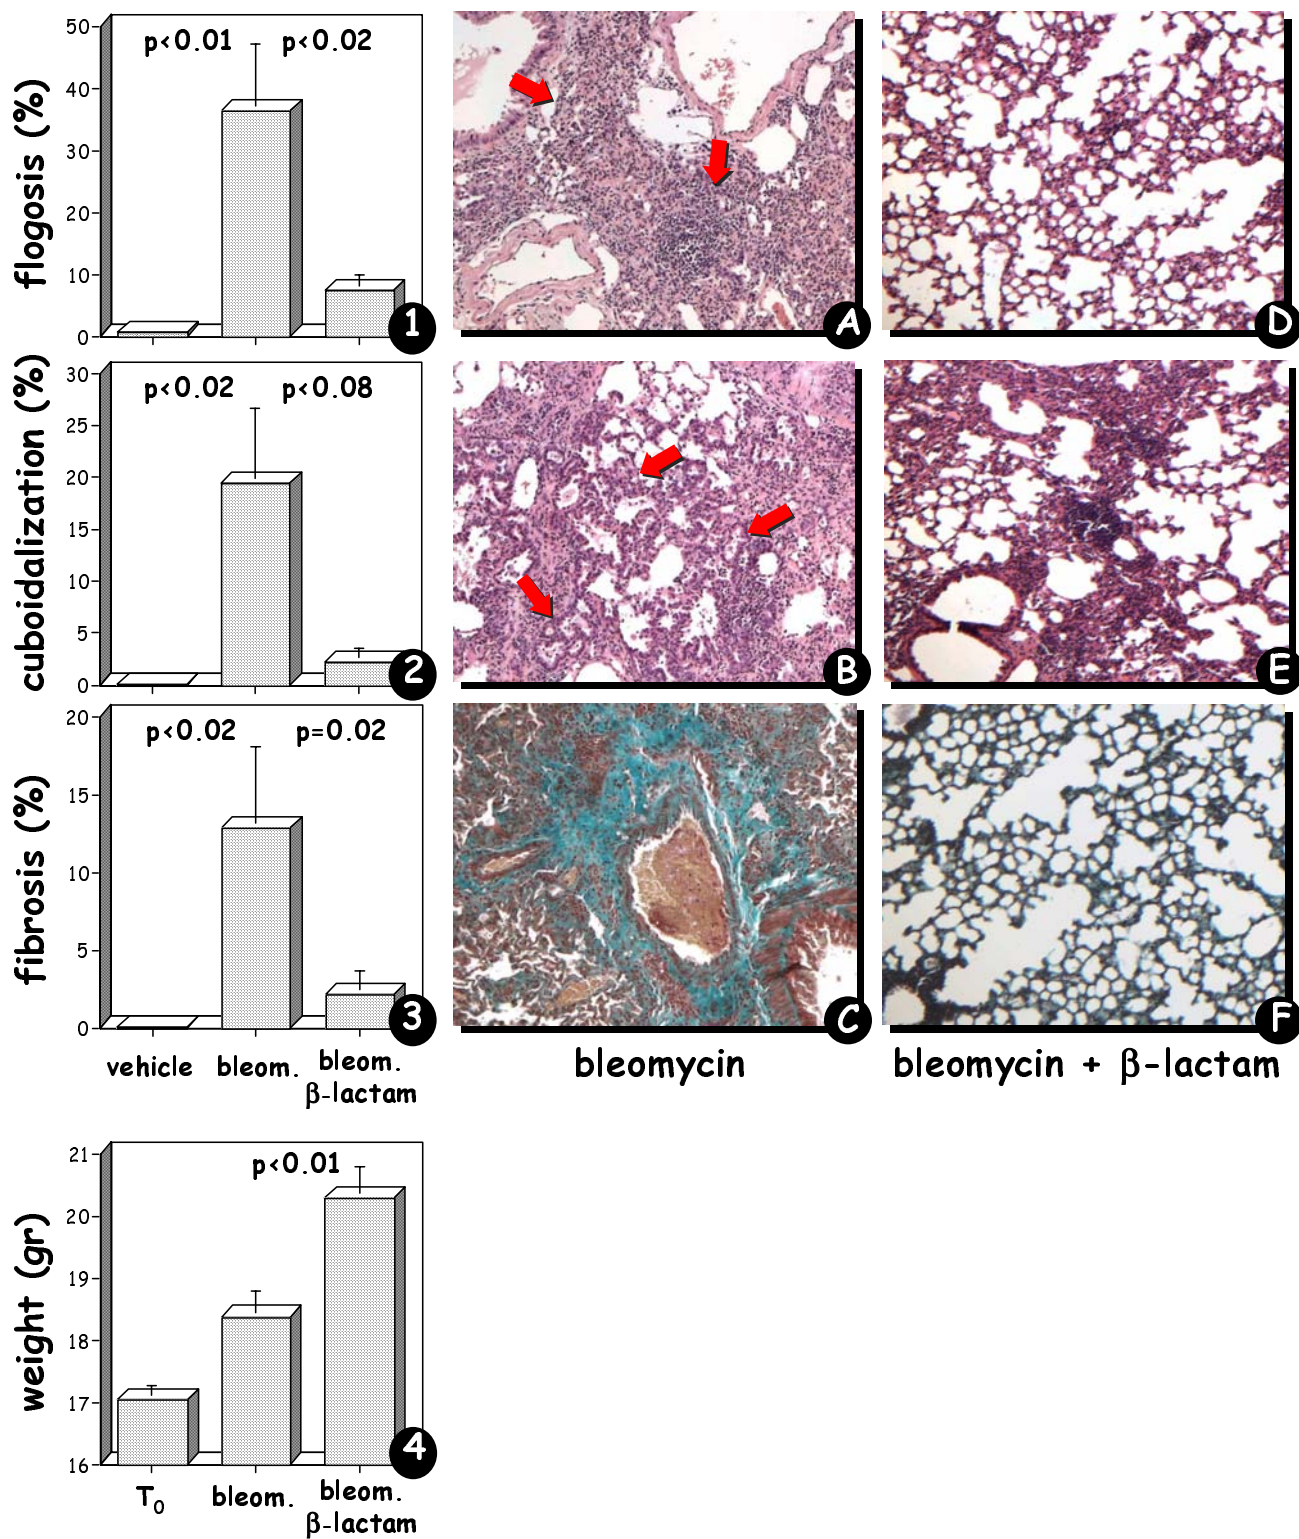 flogosis (%)
50
40
30
20
10
0
p<0.01
p<0.02
1
A
D
cuboidalization (%)
30
25
20
15
10
5
0
p<0.02
p<0.08
2
B
E
fibrosis (%)
20
15
10
5
0
p<0.02
p=0.02
3
C
F
vehicle
bleom.
bleom.
β-lactam
bleomycin
bleomycin + β-lactam
weight (gr)
21
20
19
18
17
16
p<0.01
4
T0
bleom.
bleom.
β-lactam